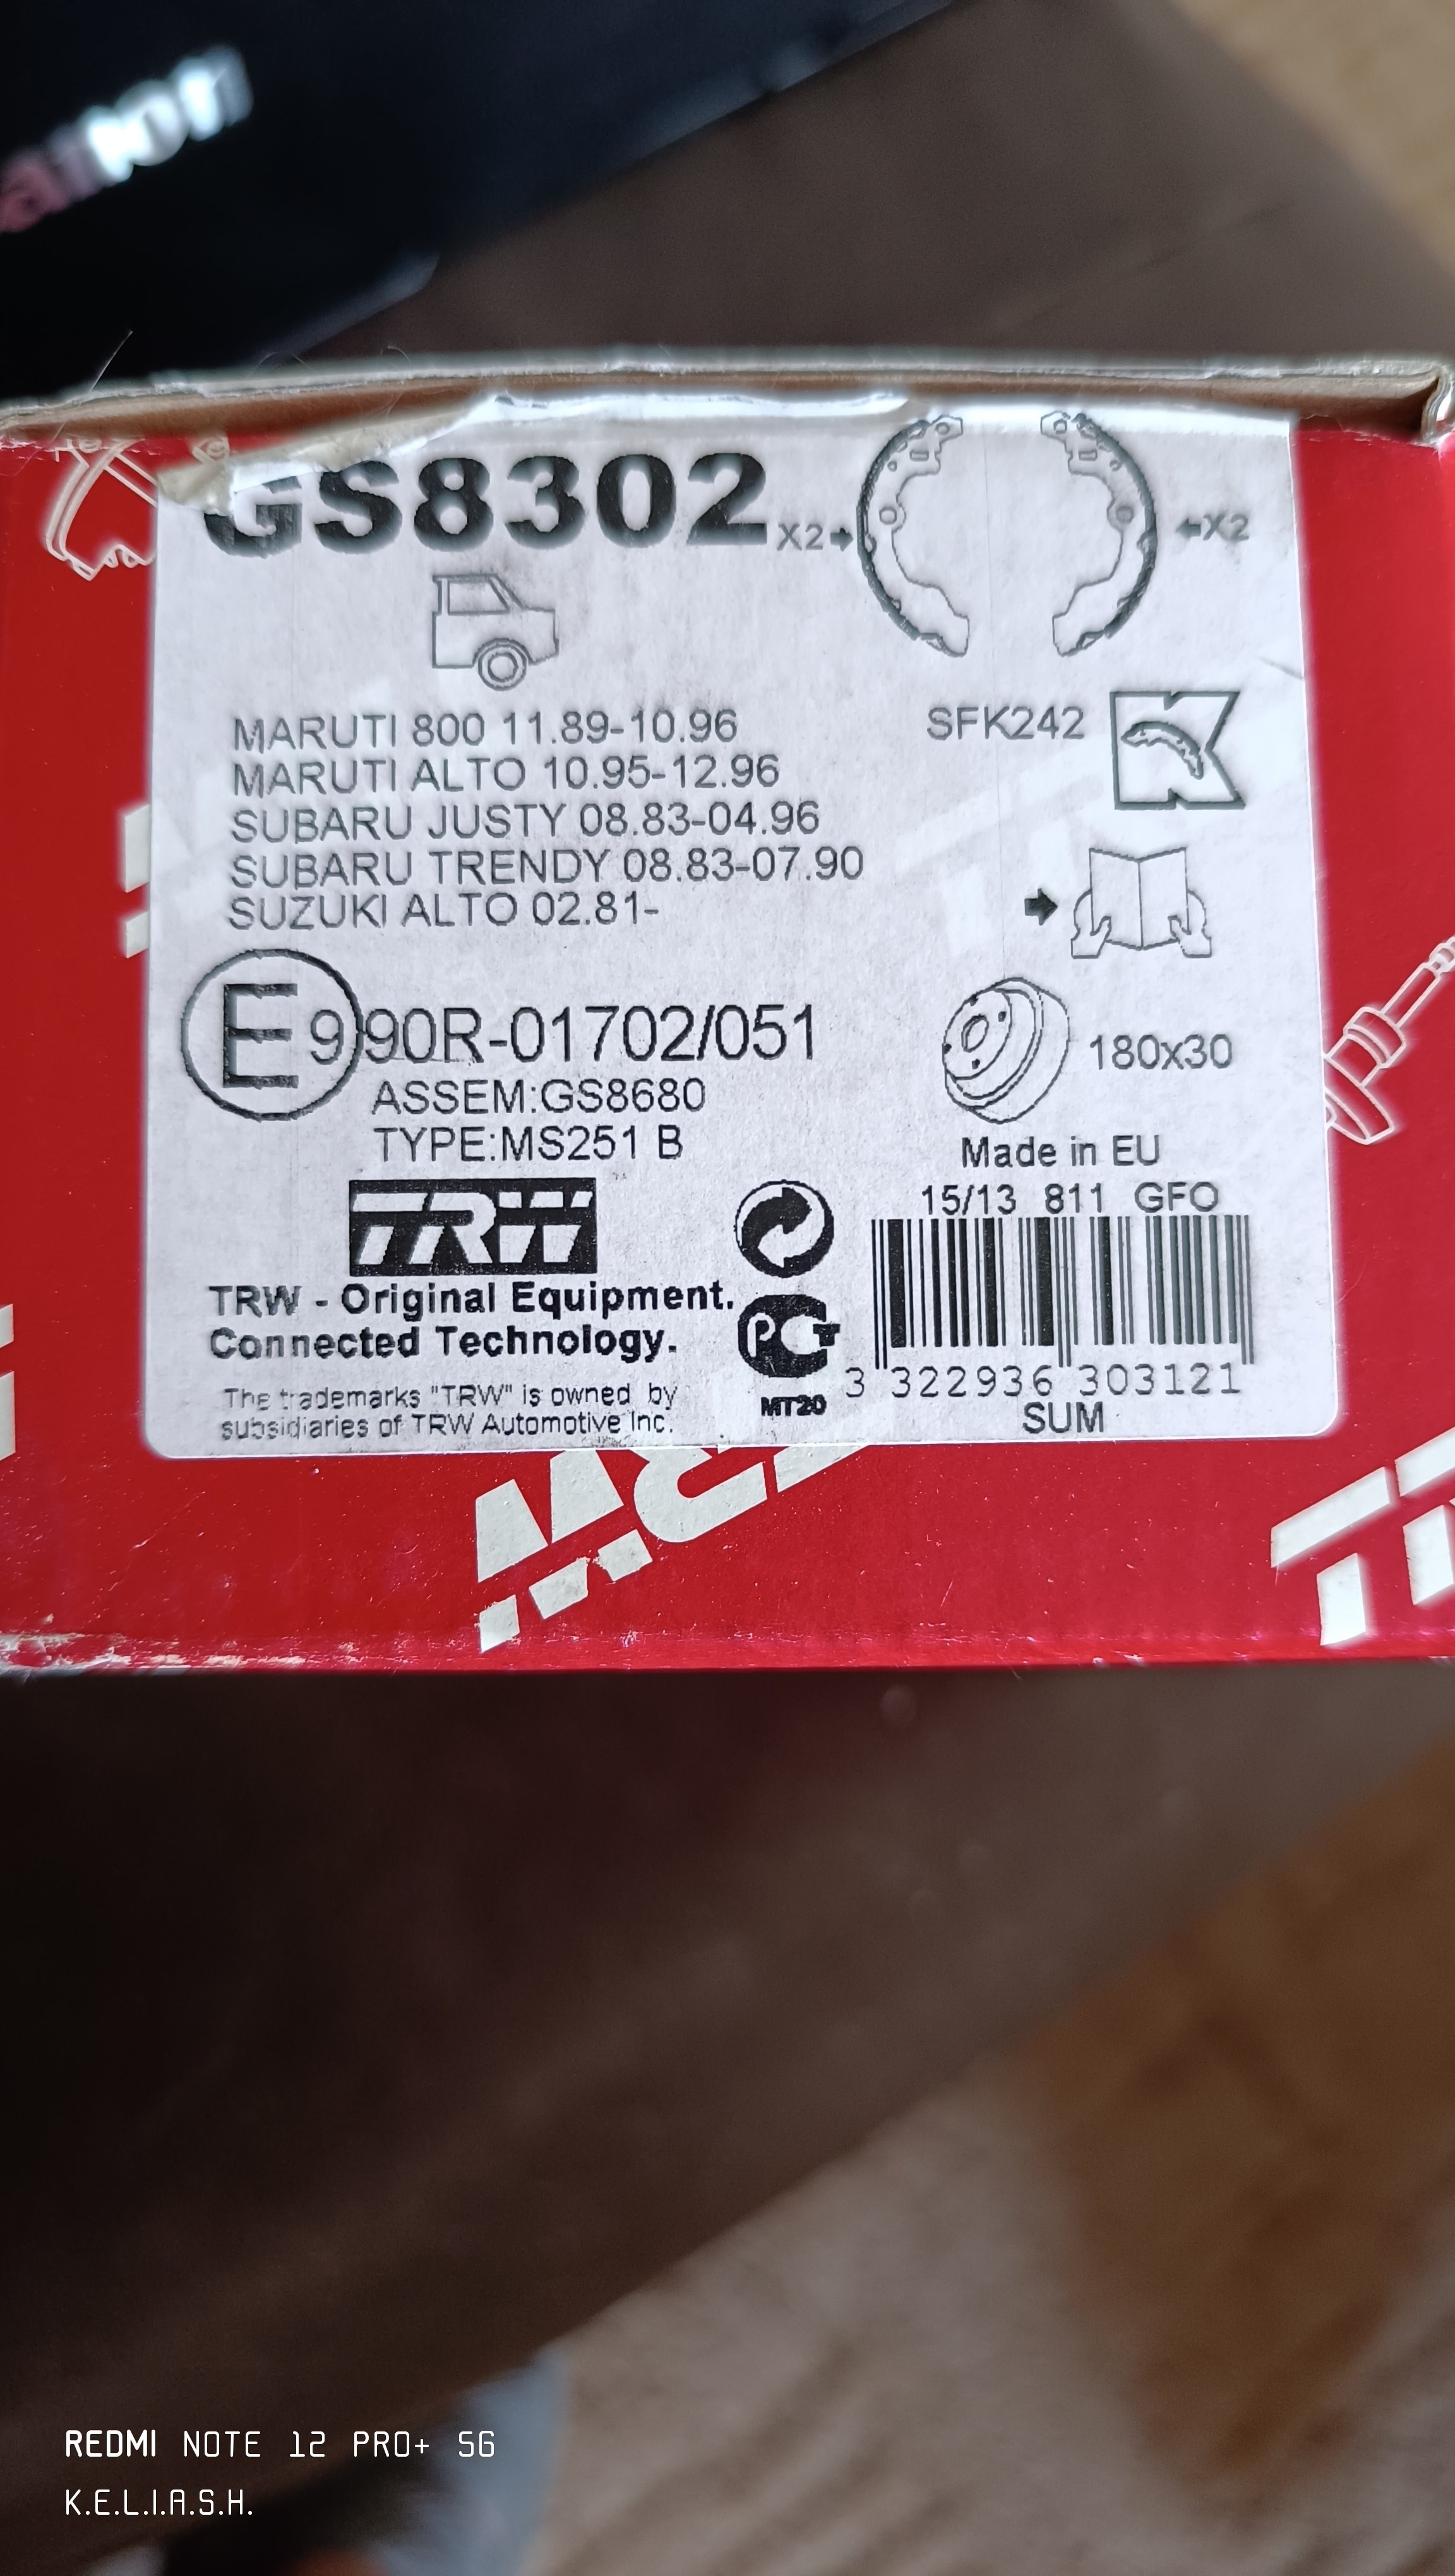 GS8302
X2
X2
MARUTI 800 11.89-10.96
MARUTI ALTO 10.95-12.96
SUBARU JUSTY 08.83-04.96
SUBARU TRENDY 08.83-07.90
SUZUKI ALTO 02.81-
SFK242
E 9 90R-01702/051
ASSEM:GS8680
TYPE:MS251 B
180x30
Made in EU
15/13 811 GFO
TRW
TRW - Original Equipment.
Connected Technology.
The trademarks "TRW" is owned by
subsidiaries of TRW Automotive Inc.
PCT
MT20
3 322936 303121
SUM
TRW
REDMI NOTE 12 PRO+ 5G
K.E.L.I.A.S.H.